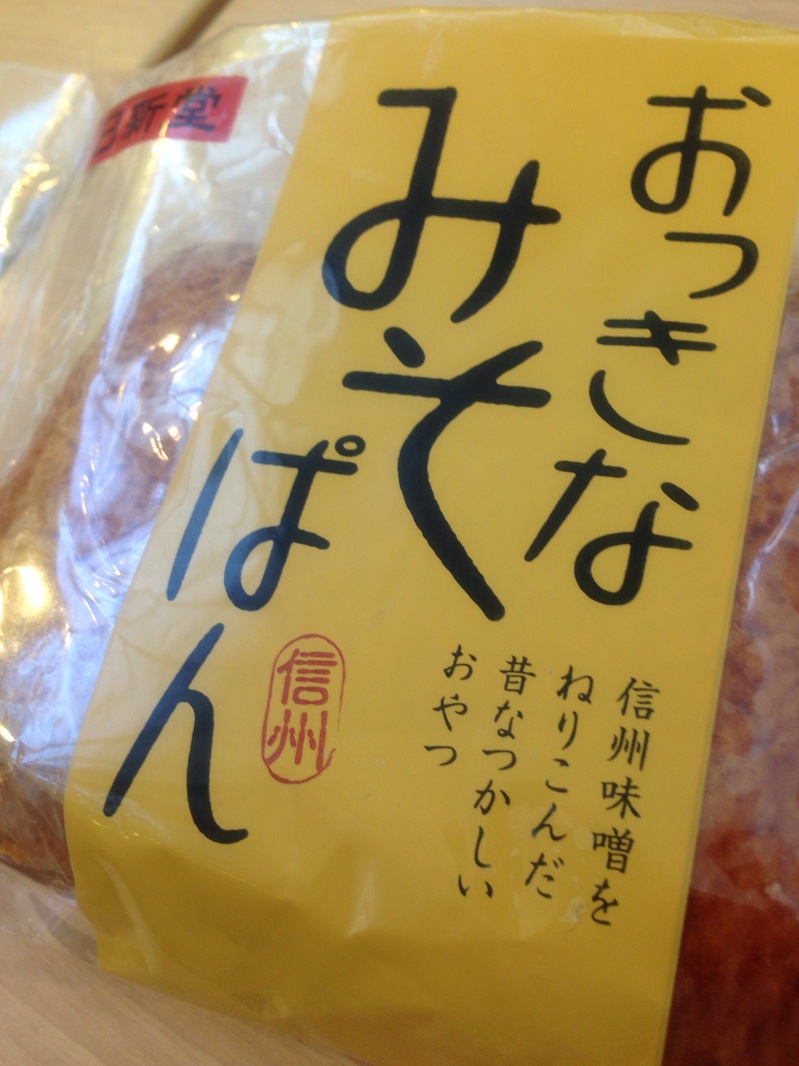 おっきな
みそ
ぱん
信州味噌を
ねりこんだ
昔なつかしい
おやつ
信州
日新堂